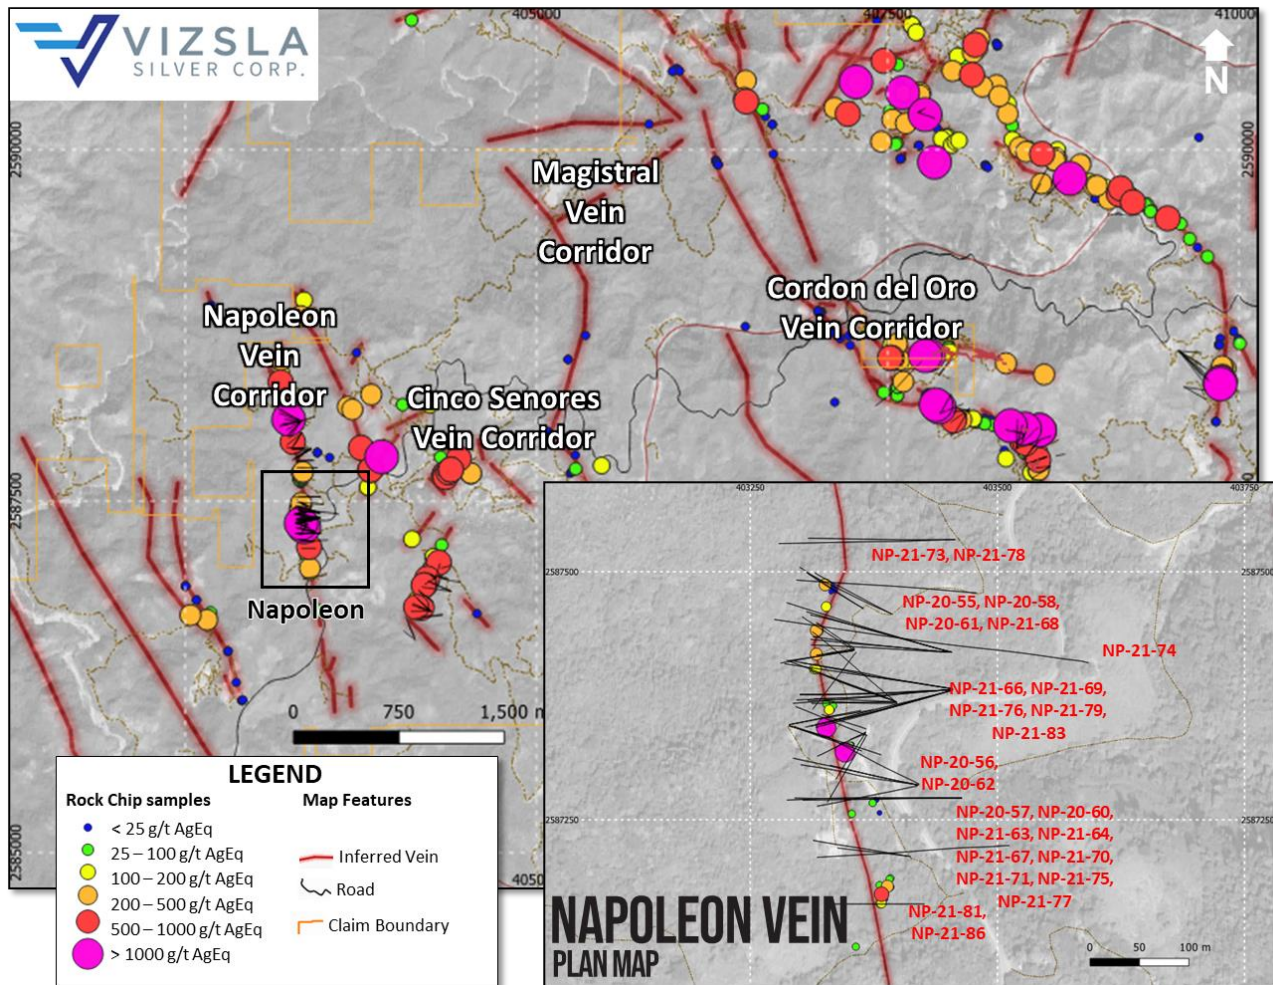 VIZSLA
SILVER CORP.
405000
407500
410000
N
2590000
2590000
Magistral
Vein
Corridor
Cordon del Oro
Vein Corridor
Napoleon
Vein
Corridor
Cinco Senores
Vein Corridor
2587500
Napoleon
0 750 1,500 m
2585000
405000
LEGEND
Rock Chip samples
< 25 g/t AgEq
25 – 100 g/t AgEq
100 – 200 g/t AgEq
200 – 500 g/t AgEq
500 – 1000 g/t AgEq
> 1000 g/t AgEq
Map Features
Inferred Vein
Road
Claim Boundary
403250 403500 403750
2587500
2587500
NP-21-73, NP-21-78
NP-20-55, NP-20-58,
NP-20-61, NP-21-68
NP-21-74
NP-21-66, NP-21-69,
NP-21-76, NP-21-79,
NP-21-83
NP-20-56,
NP-20-62
2587250
2587250
NP-20-57, NP-20-60,
NP-21-63, NP-21-64,
NP-21-67, NP-21-70,
NP-21-71, NP-21-75,
NP-21-77
NP-21-81,
NP-21-86
NAPOLEON VEIN
PLAN MAP
0 50 100 m